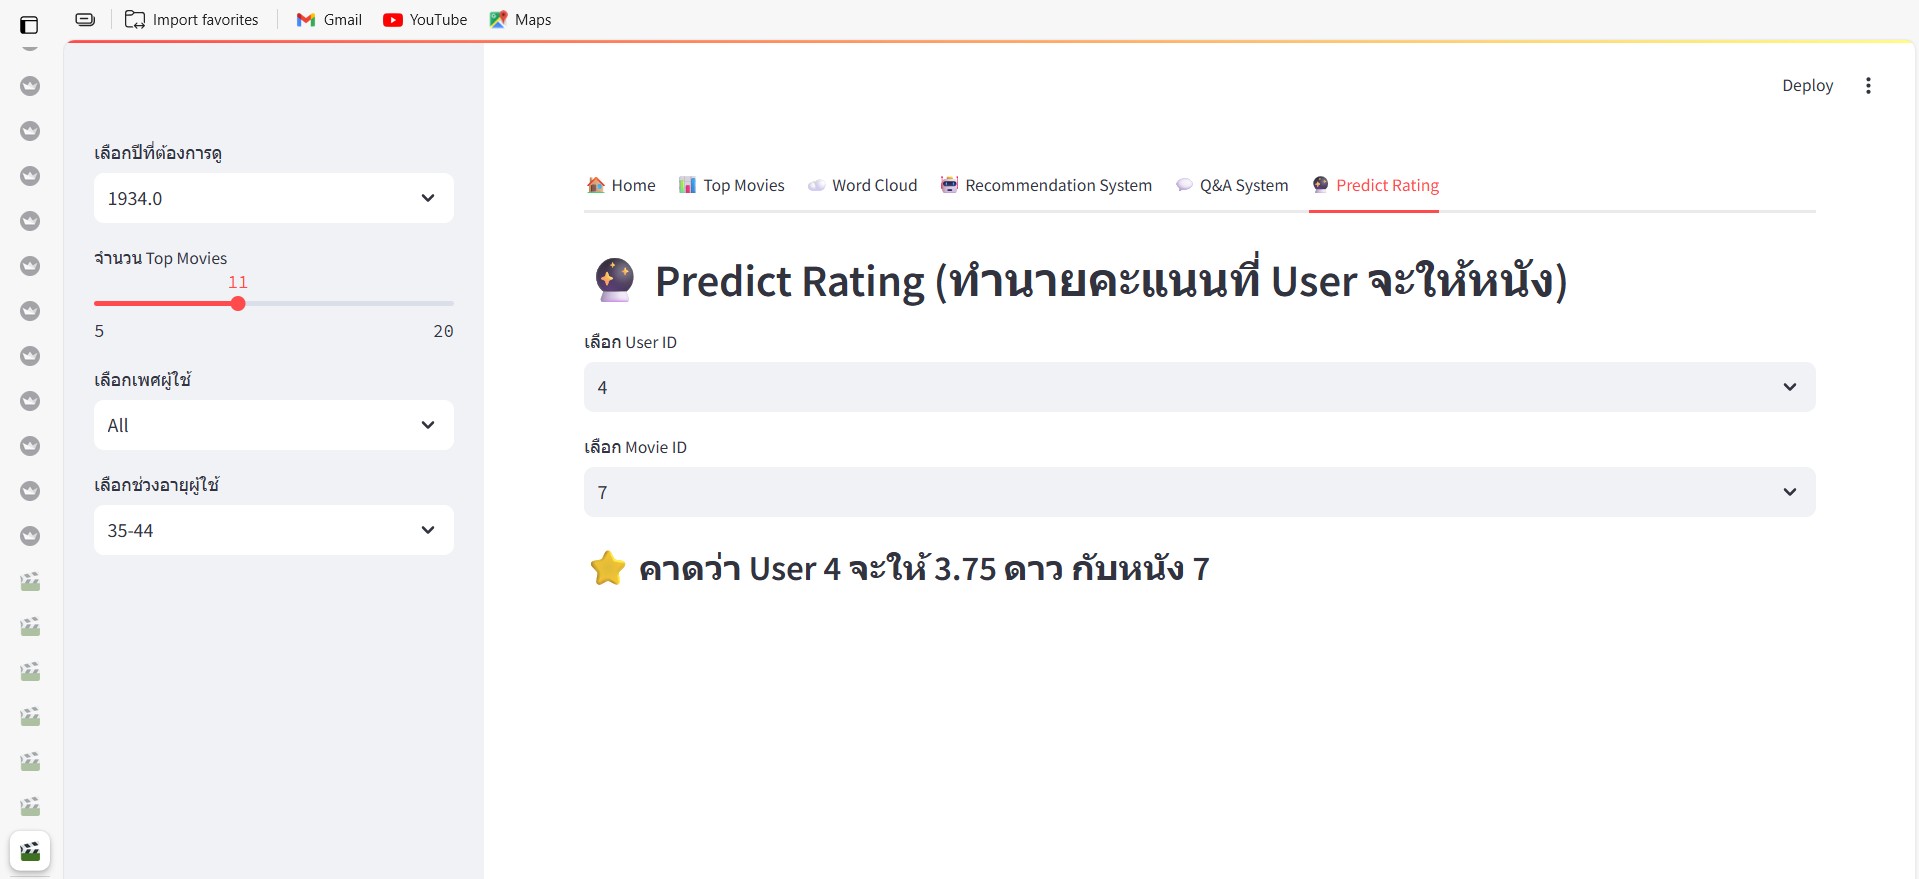 Import favorites Gmail YouTube Maps
Deploy
เลือกปีที่ต้องการดู
1934.0
จำนวน Top Movies
11
5 20
เลือกเพศผู้ใช้
All
เลือกช่วงอายุผู้ใช้
35-44
Home Top Movies Word Cloud Recommendation System Q&A System Predict Rating
Predict Rating (ทำนายคะแนนที่ User จะให้หนัง)
เลือก User ID
4
เลือก Movie ID
7
คาดว่า User 4 จะให้ 3.75 ดาว กับหนัง 7